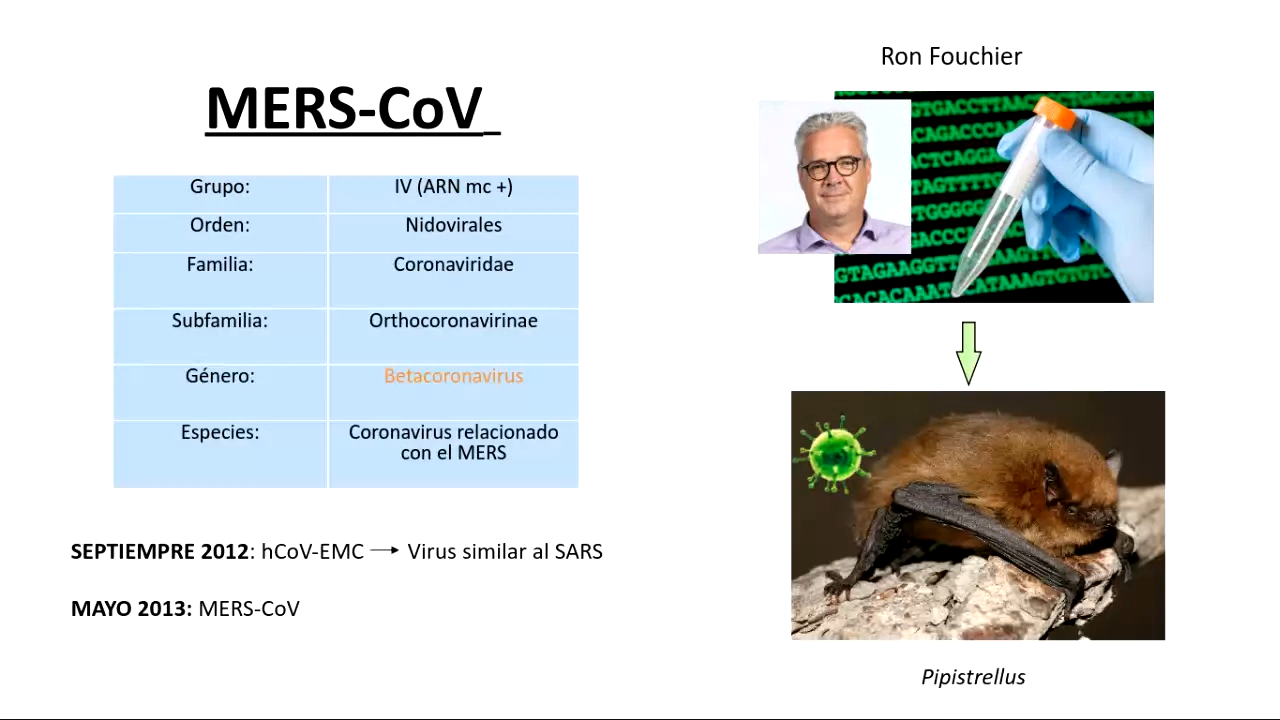 MERS-CoV
Grupo: IV (ARN mc +)
Orden: Nidovirales
Familia: Coronaviridae
Subfamilia: Orthocoronavirinae
Género: Betacoronavirus
Especies: Coronavirus relacionado
con el MERS
SEPTIEMPRE 2012: hCoV-EMC → Virus similar al SARS
MAYO 2013: MERS-CoV
Ron Fouchier
Pipistrellus